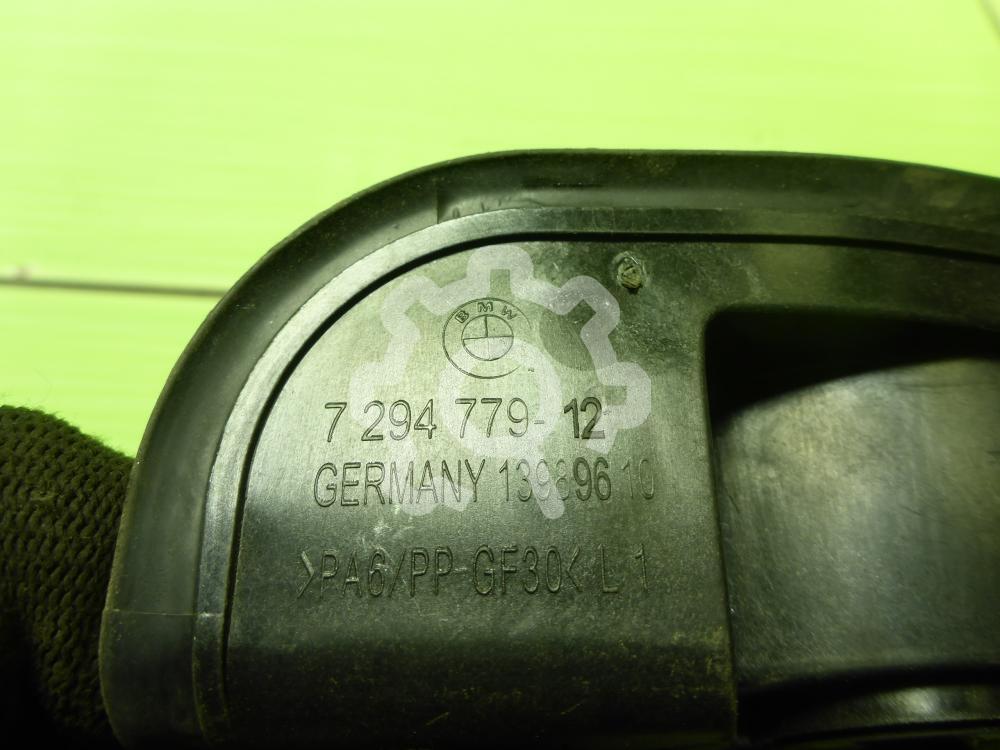 BMW
7 294 779-12
GERMANY 139896 10
>PA6/PP-GF30< L 1